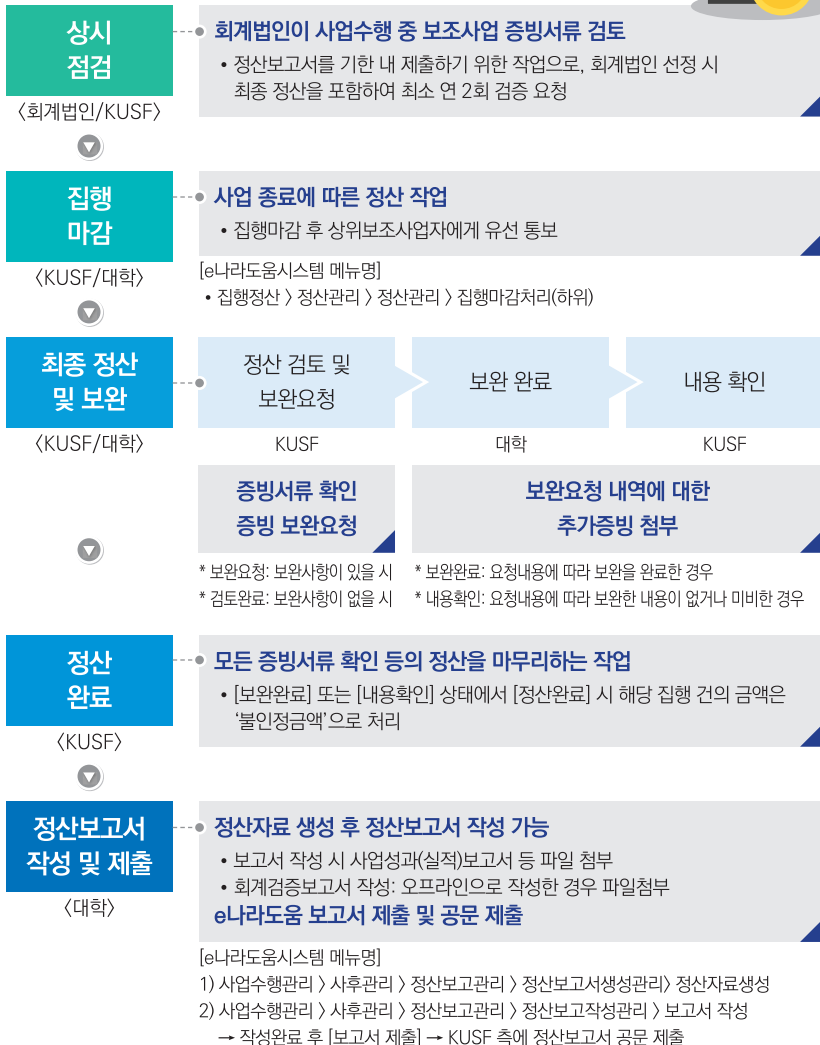 상시
점검
〈회계법인/KUSF〉
회계법인이 사업수행 중 보조사업 증빙서류 검토
• 정산보고서를 기한 내 제출하기 위한 작업으로, 회계법인 선정 시
최종 정산을 포함하여 최소 연 2회 검증 요청
집행
마감
〈KUSF/대학〉
사업 종료에 따른 정산 작업
• 집행마감 후 상위보조사업자에게 유선 통보
[e나라도움시스템 메뉴명]
• 집행정산 〉 정산관리 〉 정산관리 〉 집행마감처리(하위)
최종 정산
및 보완
〈KUSF/대학〉
정산 검토 및
보완요청
KUSF
보완 완료
대학
내용 확인
KUSF
증빙서류 확인
증빙 보완요청
* 보완요청: 보완사항이 있을 시
* 검토완료: 보완사항이 없을 시
보완요청 내역에 대한
추가증빙 첨부
* 보완완료: 요청내용에 따라 보완을 완료한 경우
* 내용확인: 요청내용에 따라 보완한 내용이 없거나 미비한 경우
정산
완료
〈KUSF〉
모든 증빙서류 확인 등의 정산을 마무리하는 작업
• [보완완료] 또는 [내용확인] 상태에서 [정산완료] 시 해당 집행 건의 금액은
‘불인정금액’으로 처리
정산보고서
작성 및 제출
〈대학〉
정산자료 생성 후 정산보고서 작성 가능
• 보고서 작성 시 사업성과(실적)보고서 등 파일 첨부
• 회계검증보고서 작성: 오프라인으로 작성한 경우 파일첨부
e나라도움 보고서 제출 및 공문 제출
[e나라도움시스템 메뉴명]
1) 사업수행관리 〉 사후관리 〉 정산보고관리 〉 정산보고서생성관리〉 정산자료생성
2) 사업수행관리 〉 사후관리 〉 정산보고관리 〉 정산보고작성관리 〉 보고서 작성
→ 작성완료 후 [보고서 제출] → KUSF 측에 정산보고서 공문 제출